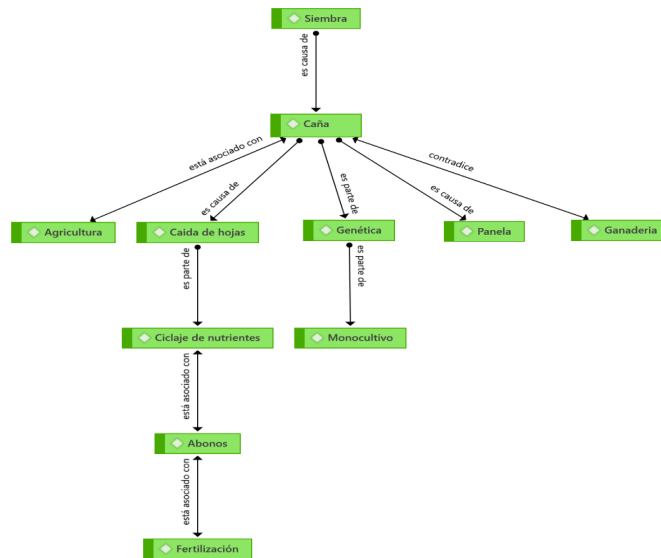 Siembra
es causa de
Caña
está asociado con
es causa de
es parte de
es causa de
contradice
Agricultura
Caida de hojas
Genética
Panela
Ganaderia
es parte de
es parte de
Ciclaje de nutrientes
Monocultivo
está asociado con
Abonos
está asociado con
Fertilización